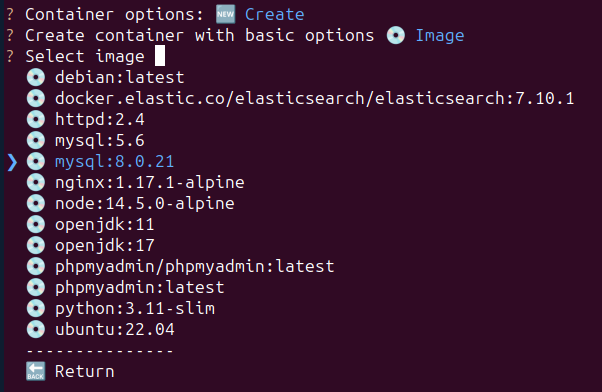 ? Container options: 🆕 Create
? Create container with basic options 💿 Image
? Select image
💿 debian:latest
💿 docker.elastic.co/elasticsearch/elasticsearch:7.10.1
💿 httpd:2.4
💿 mysql:5.6
❯ 💿 mysql:8.0.21
💿 nginx:1.17.1-alpine
💿 node:14.5.0-alpine
💿 openjdk:11
💿 openjdk:17
💿 phpmyadmin/phpmyadmin:latest
💿 phpmyadmin:latest
💿 python:3.11-slim
💿 ubuntu:22.04
---------------
🔙 Return